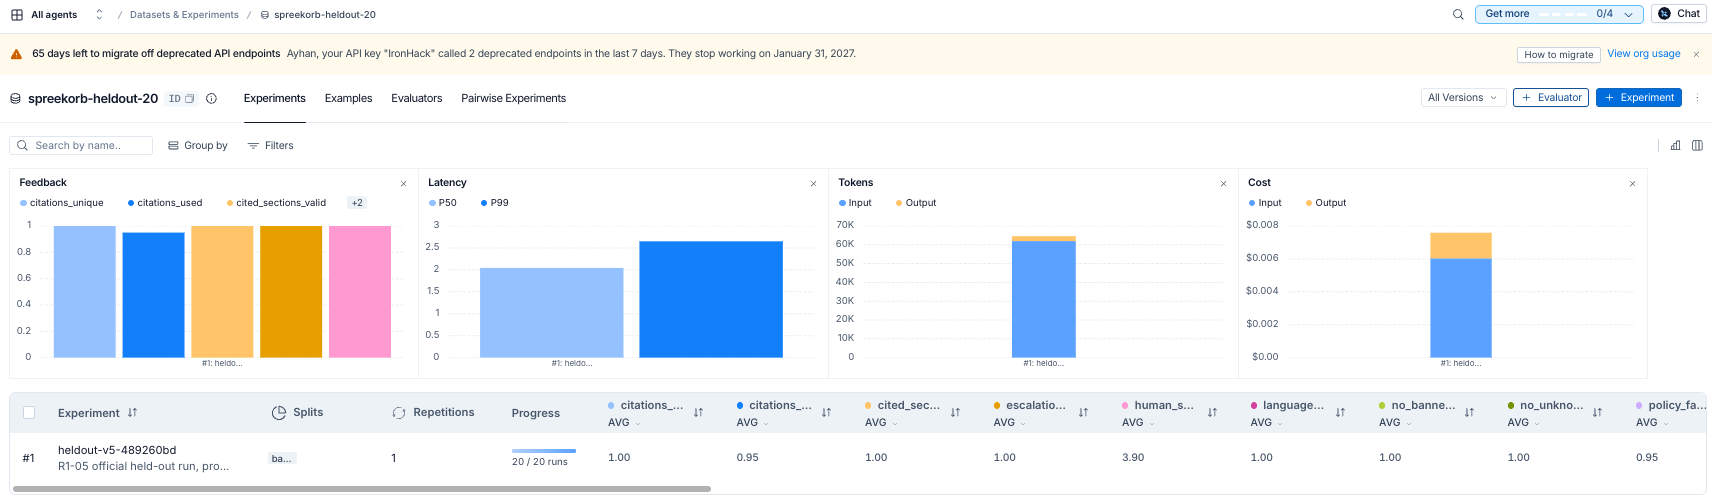 All agents / Datasets & Experiments / spreekorb-heldout-20
Get more 0/4 Chat
65 days left to migrate off deprecated API endpoints Ayhan, your API key "IronHack" called 2 deprecated endpoints in the last 7 days. They stop working on January 31, 2027. How to migrate View org usage
spreekorb-heldout-20 ID Experiments Examples Evaluators Pairwise Experiments All Versions + Evaluator + Experiment
Search by name.. Group by Filters
Feedback
citations_unique citations_used cited_sections_valid +2
1
0.8
0.6
0.4
0.2
0
#1: heldo...
Latency
P50 P99
3
2.5
2
1.5
1
0.5
0
#1: heldo...
Tokens
Input Output
70K
60K
50K
40K
30K
20K
10K
0
#1: heldo...
Cost
Input Output
$0.008
$0.006
$0.004
$0.002
$0.00
#1: heldo...
Experiment Splits Repetitions Progress citations_... citations_... cited_sec... escalatio... human_s... language... no_banne... no_unkno... policy_fa...
AVG AVG AVG AVG AVG AVG AVG AVG AVG
#1 heldout-v5-489260bd ba... 1 1.00 0.95 1.00 1.00 3.90 1.00 1.00 1.00 0.95
R1-05 official held-out run, pro... 20 / 20 runs